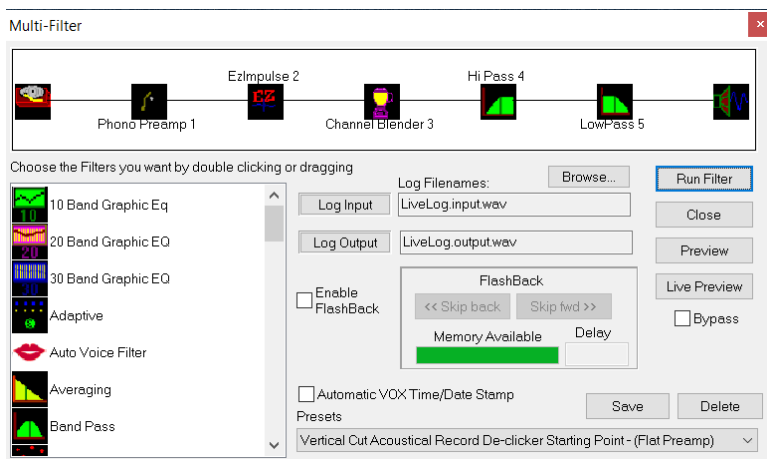 Multi-Filter
×
EzImpulse 2
Hi Pass 4
EZ
Phono Preamp 1
Channel Blender 3
LowPass 5
Choose the Filters you want by double clicking or dragging
10 Band Graphic Eq
10
20 Band Graphic EQ
20
30 Band Graphic EQ
30
Adaptive
Auto Voice Filter
Averaging
Band Pass
Log Filenames:
Browse...
Log Input
LiveLog.input.wav
Log Output
LiveLog.output.wav
Enable
FlashBack
FlashBack
<< Skip back
Skip fwd >>
Memory Available
Delay
Run Filter
Close
Preview
Live Preview
Bypass
Automatic VOX Time/Date Stamp
Save
Delete
Presets
Vertical Cut Acoustical Record De-clicker Starting Point - (Flat Preamp)